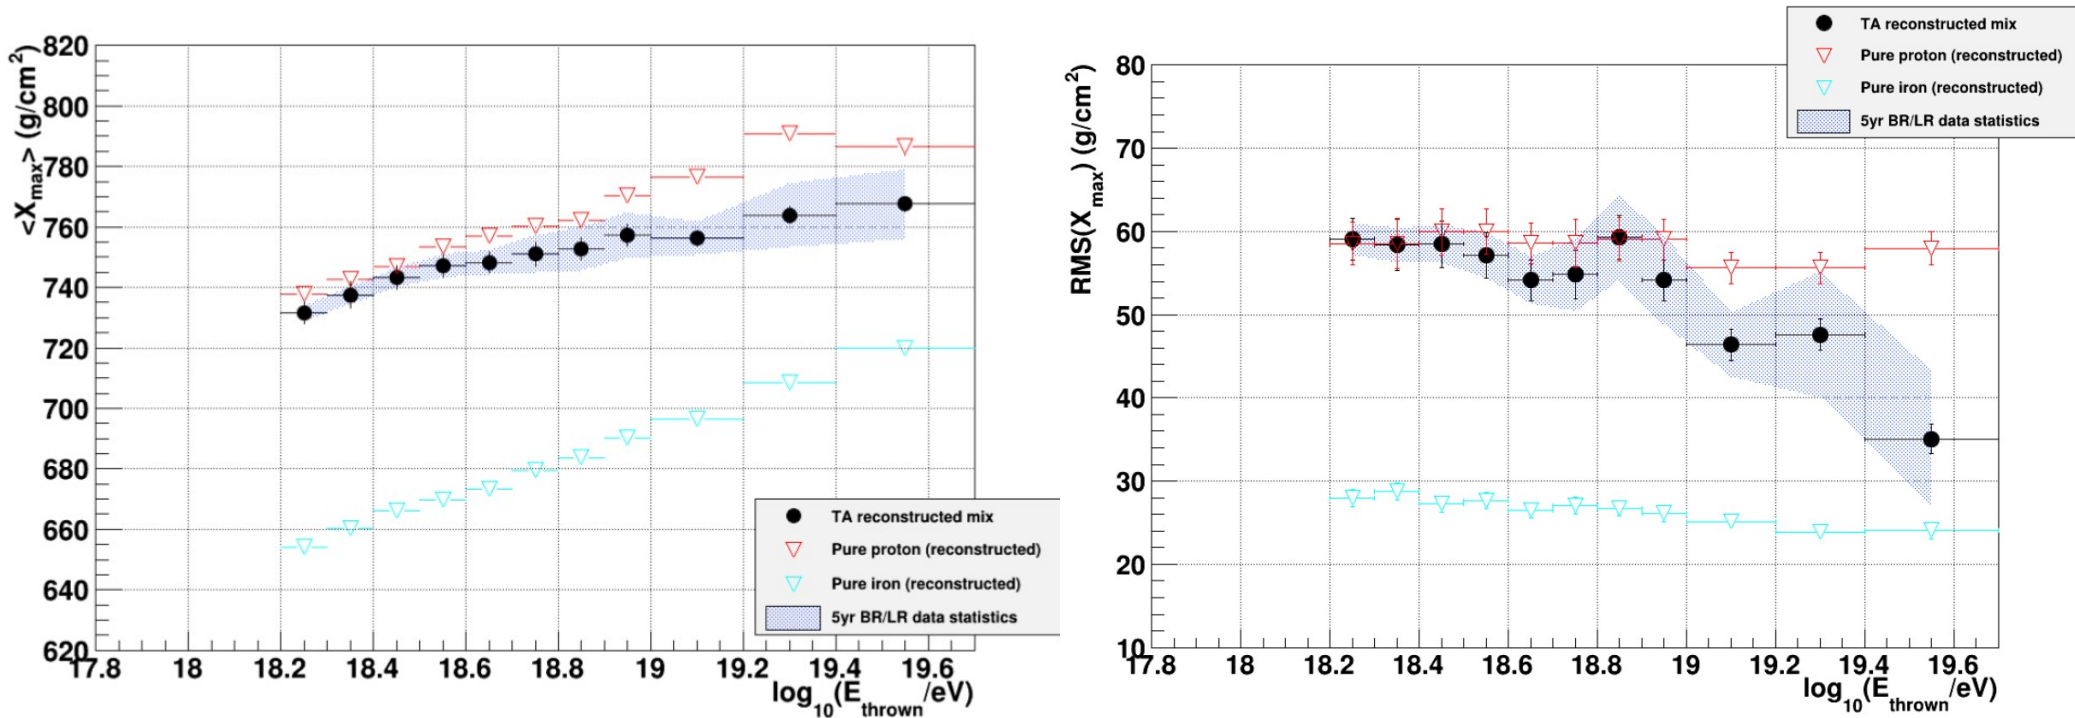 <Xmax> (g/cm2)
820
800
780
760
740
720
700
680
660
640
620
17.8 18 18.2 18.4 18.6 18.8 19 19.2 19.4 19.6
log10(Ethrown/eV)
TA reconstructed mix
Pure proton (reconstructed)
Pure iron (reconstructed)
5yr BR/LR data statistics
RMS(Xmax) (g/cm2)
80
70
60
50
40
30
20
10
17.8 18 18.2 18.4 18.6 18.8 19 19.2 19.4 19.6
log10(Ethrown/eV)
TA reconstructed mix
Pure proton (reconstructed)
Pure iron (reconstructed)
5yr BR/LR data statistics